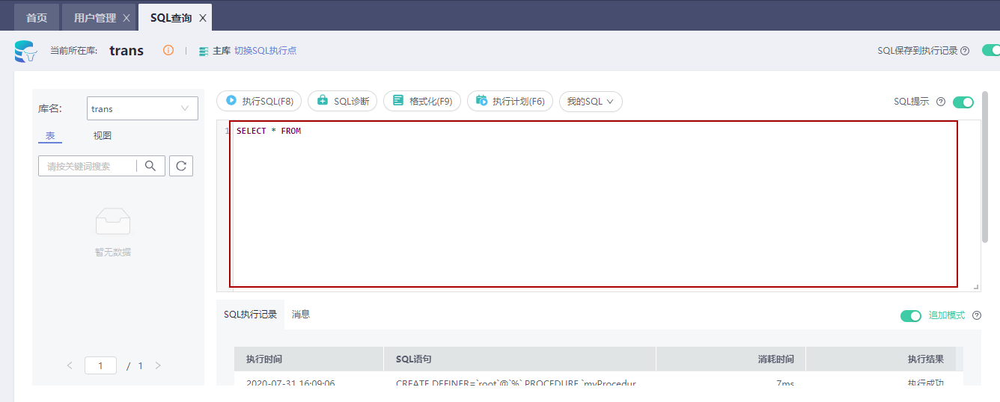 首页 用户管理 X SQL查询 X
当前所在库: trans 主库 切换SQL执行点 SQL保存到执行记录
库名: trans
表 视图
请按关键词搜索
暂无数据
< 1 / 1 >
执行SQL(F8) SQL诊断 格式化(F9) 执行计划(F6) 我的SQL SQL提示
1 SELECT * FROM
SQL执行记录 消息 追加模式
执行时间 SQL语句 消耗时间 执行结果
2020-07-31 16:09:06 CREATE DEFINER=`root`@`%` PROCEDURE `myProcedur 7ms 执行成功